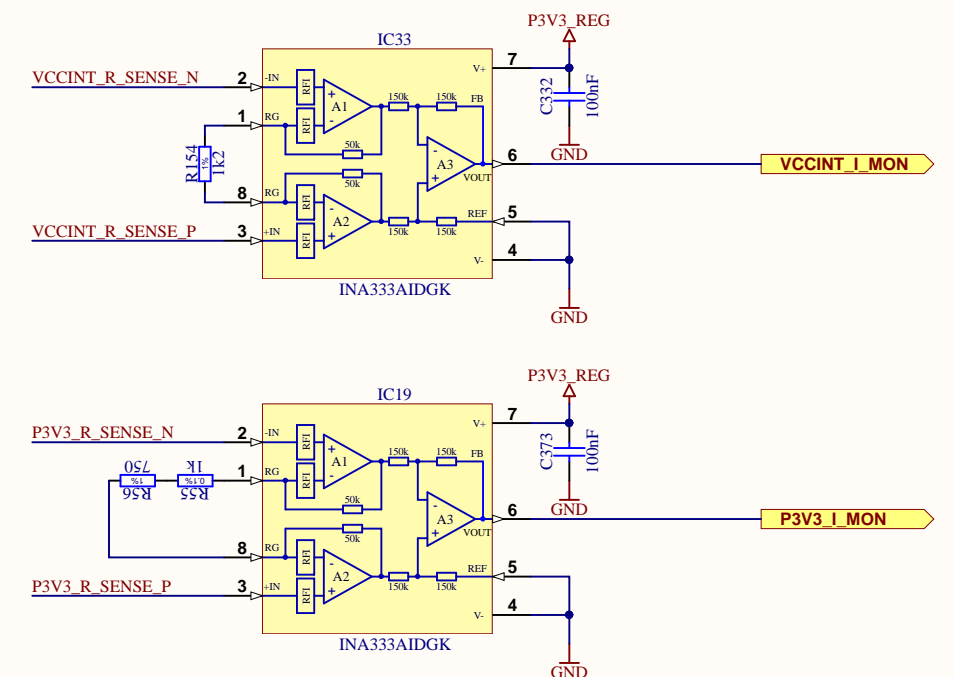 P3V3_REG
IC33
VCCINT_R_SENSE_N
2
-IN
RFI
A1
+
-
150k
150k
FB
V+
7
C332
100nF
GND
1
RG
RFI
50k
R154
1%
1k2
50k
A3
-
+
VOUT
6
VCCINT_I_MON
8
RG
RFI
-
A2
+
150k
150k
REF
5
VCCINT_R_SENSE_P
3
+IN
RFI
V-
4
INA333AIDGK
GND
P3V3_REG
IC19
P3V3_R_SENSE_N
2
-IN
RFI
A1
+
-
150k
150k
FB
V+
7
C373
100nF
GND
750
1%
R56
1k
0.1%
R55
1
RG
RFI
50k
50k
A3
-
+
VOUT
6
P3V3_I_MON
8
RG
RFI
-
A2
+
150k
150k
REF
5
P3V3_R_SENSE_P
3
+IN
RFI
V-
4
INA333AIDGK
GND